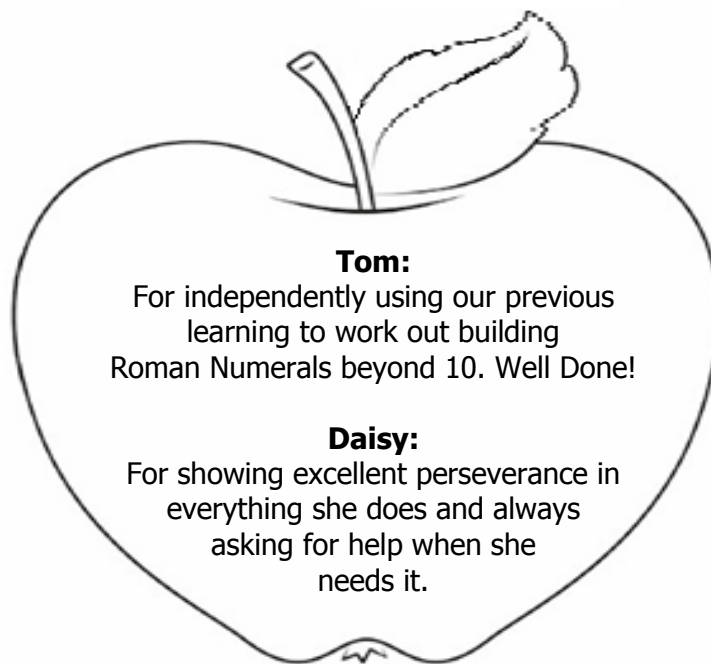 Tom:
For independently using our previous
learning to work out building
Roman Numerals beyond 10. Well Done!
Daisy:
For showing excellent perseverance in
everything she does and always
asking for help when she
needs it.